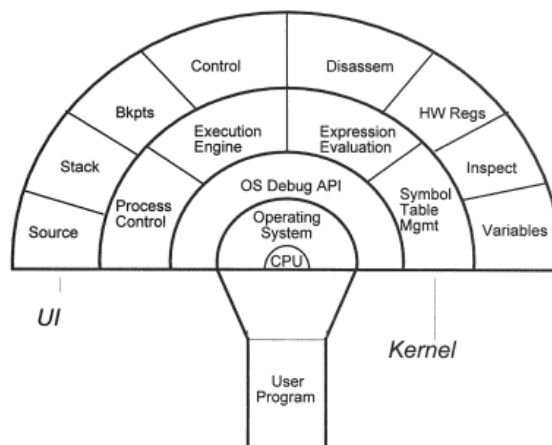 Control
Disassem
Bkpts
HW Regs
Execution
Engine
Expression
Evaluation
Stack
Inspect
OS Debug API
Process
Control
Symbol
Table
Mgmt
Operating
System
Source
Variables
CPU
UI
Kernel
User
Program